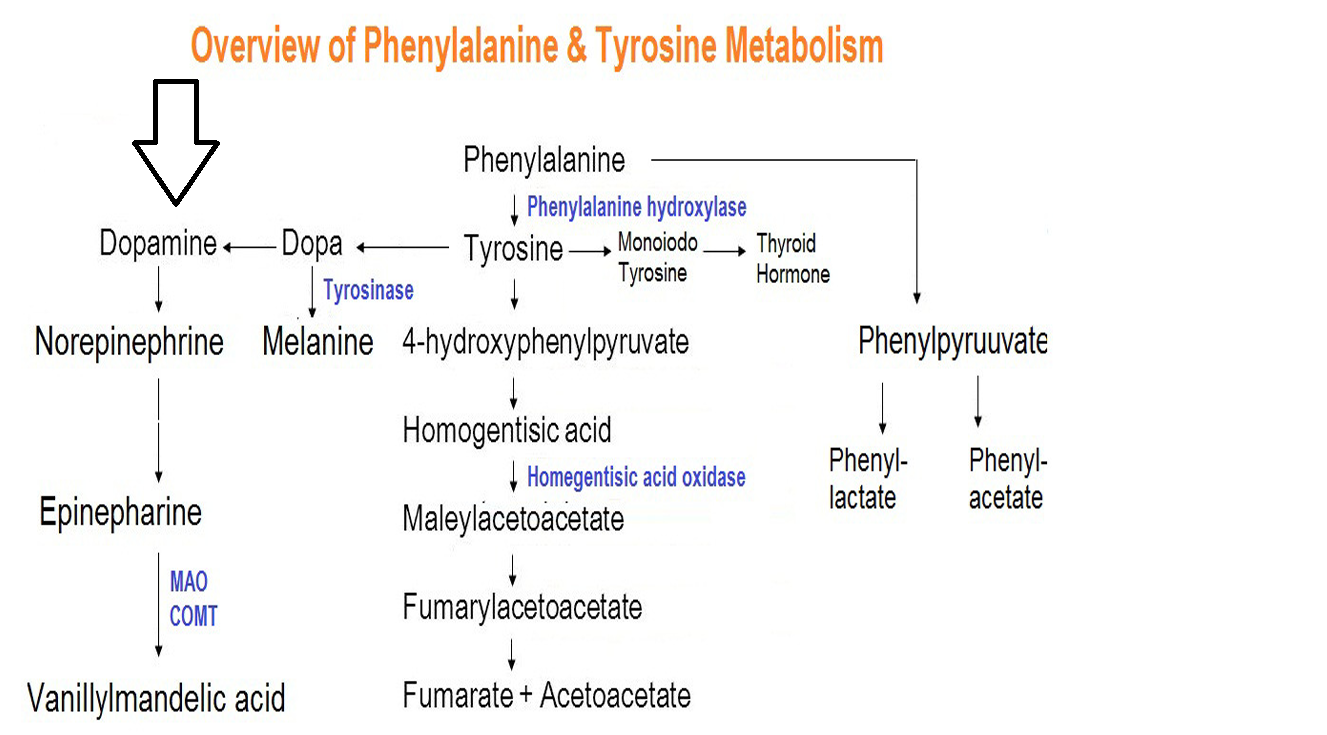 Overview of Phenylalanine & Tyrosine Metabolism
Phenylalanine
Phenylalanine hydroxylase
Dopamine
Dopa
Tyrosine
Monoiodo
Tyrosine
Thyroid
Hormone
Tyrosinase
Norepinephrine
Melanine
4-hydroxyphenylpyruvate
Phenylpyruuvate
Homogentisic acid
Phenyl-
lactate
Phenyl-
acetate
Homegentisic acid oxidase
Epinepharine
Maleylacetoacetate
MAO
COMT
Fumarylacetoacetate
Vanillylmandelic acid
Fumarate + Acetoacetate